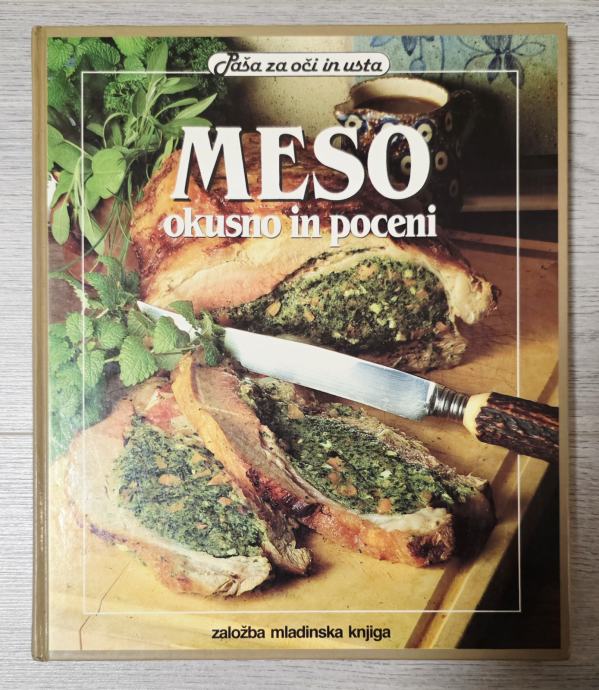 Paša za oči in usta
MESO
okusno in poceni
založba mladinska knjiga